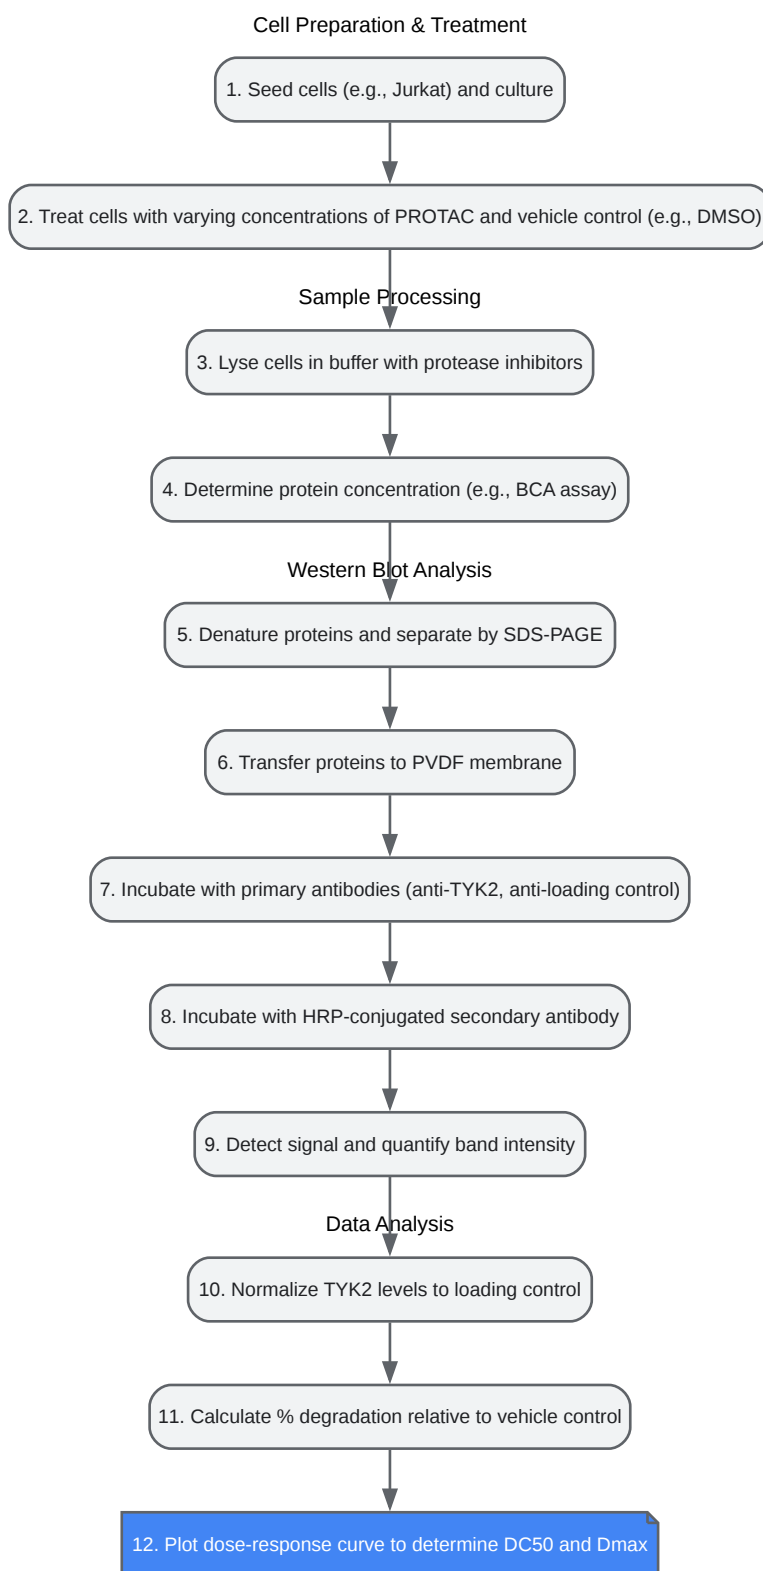 Cell Preparation & Treatment
1. Seed cells (e.g., Jurkat) and culture
2. Treat cells with varying concentrations of PROTAC and vehicle control (e.g., DMSO)
Sample Processing
3. Lyse cells in buffer with protease inhibitors
4. Determine protein concentration (e.g., BCA assay)
Western Blot Analysis
5. Denature proteins and separate by SDS-PAGE
6. Transfer proteins to PVDF membrane
7. Incubate with primary antibodies (anti-TYK2, anti-loading control)
8. Incubate with HRP-conjugated secondary antibody
9. Detect signal and quantify band intensity
Data Analysis
10. Normalize TYK2 levels to loading control
11. Calculate % degradation relative to vehicle control
12. Plot dose-response curve to determine DC50 and Dmax